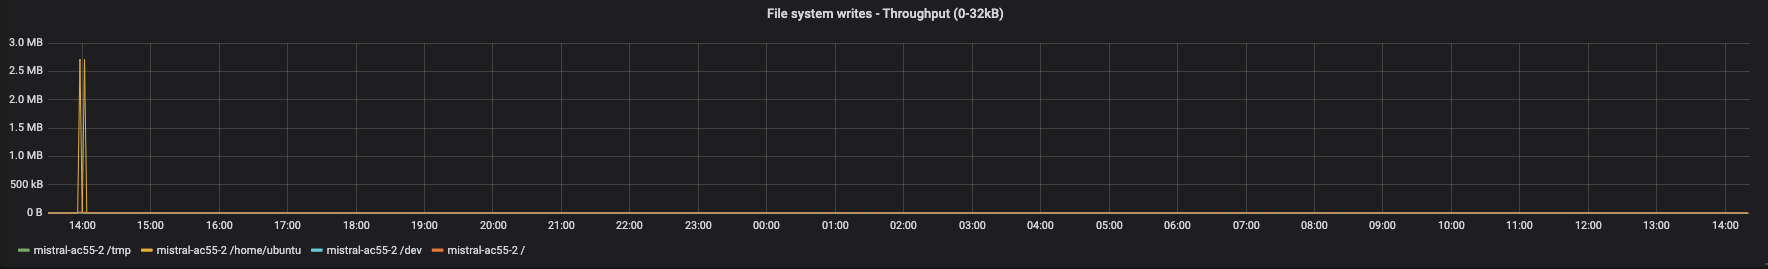 File system writes - Throughput (0-32kB)
3.0 MB
2.5 MB
2.0 MB
1.5 MB
1.0 MB
500 kB
0 B
14:00 15:00 16:00 17:00 18:00 19:00 20:00 21:00 22:00 23:00 00:00 01:00 02:00 03:00 04:00 05:00 06:00 07:00 08:00 09:00 10:00 11:00 12:00 13:00 14:00
mistral-ac55-2 /tmp mistral-ac55-2 /home/ubuntu mistral-ac55-2 /dev mistral-ac55-2 /